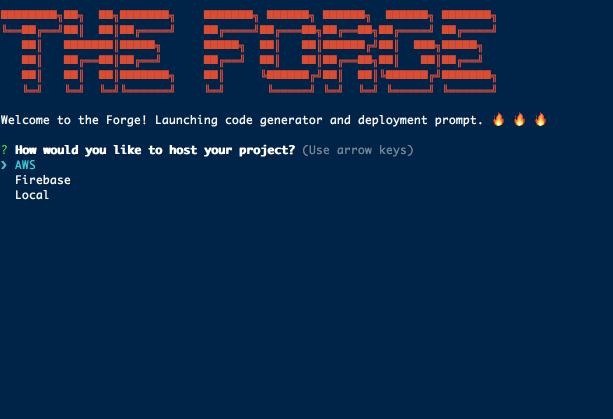 THE FORGE
Welcome to the Forge! Launching code generator and deployment prompt. 🔥 🔥 🔥
? How would you like to host your project? (Use arrow keys)
❯ AWS
Firebase
Local